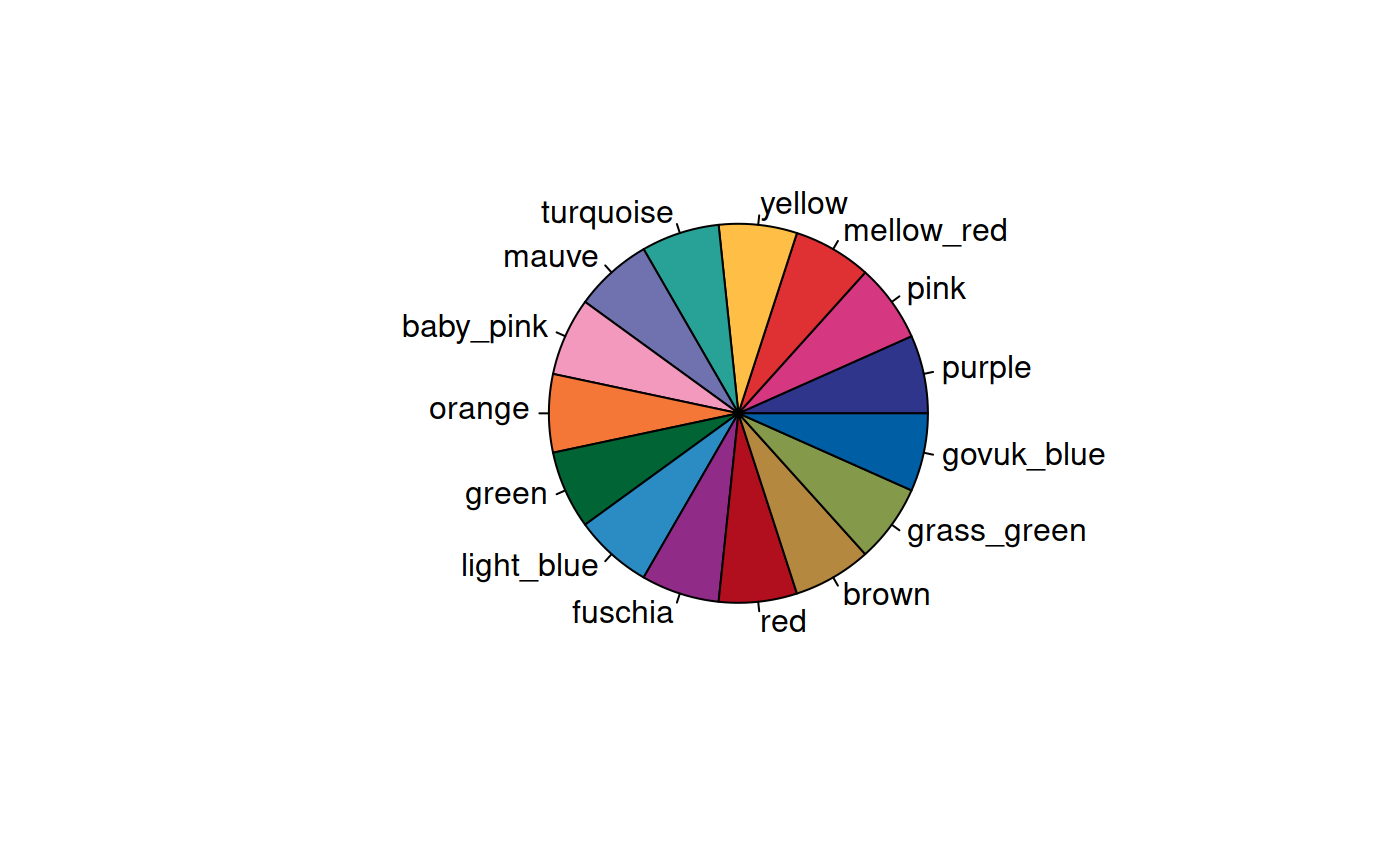 yellow
turquoise
mellow_red
mauve
pink
baby_pink
purple
orange
govuk_blue
green
grass_green
light_blue
brown
fuschia
red